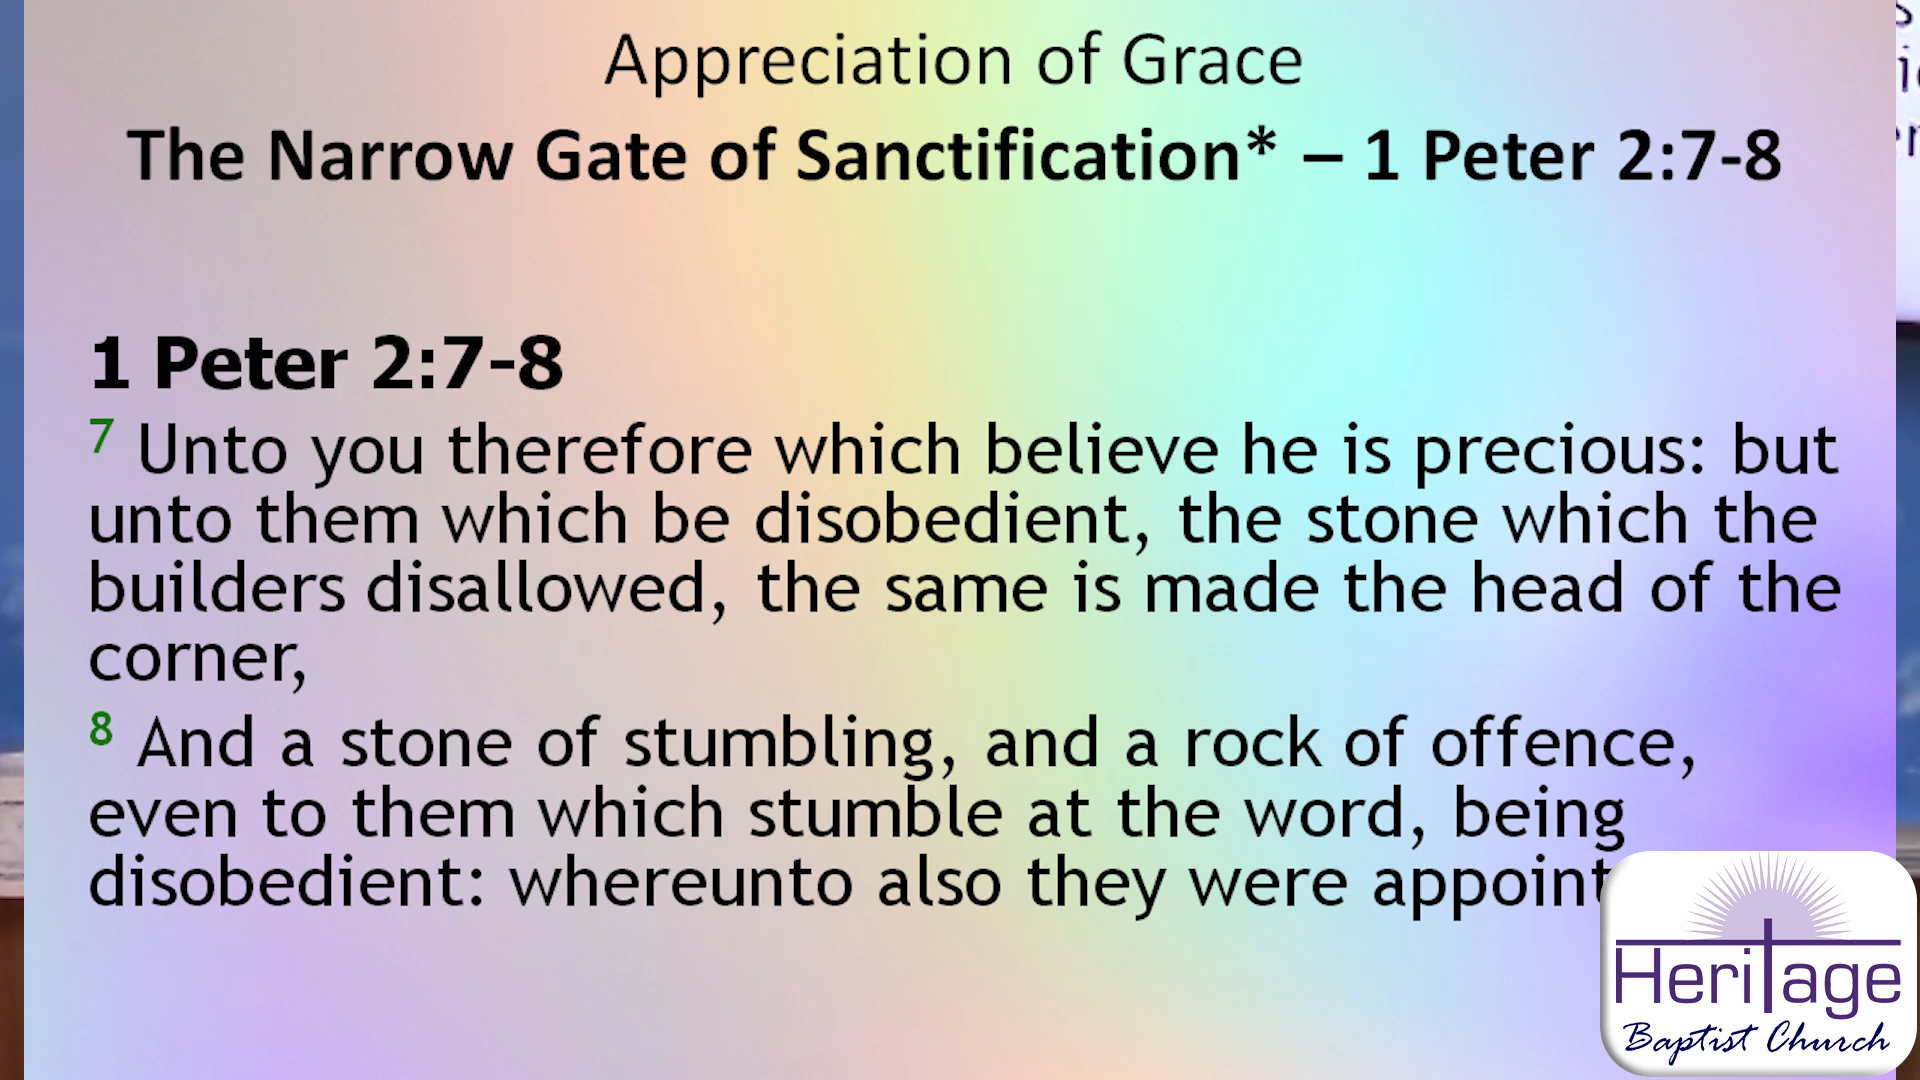 Appreciation of Grace
The Narrow Gate of Sanctification* – 1 Peter 2:7-8
1 Peter 2:7-8
7 Unto you therefore which believe he is precious: but
unto them which be disobedient, the stone which the
builders disallowed, the same is made the head of the
corner,
8 And a stone of stumbling, and a rock of offence,
even to them which stumble at the word, being
disobedient: whereunto also they were appoint
Heritage
Baptist Church